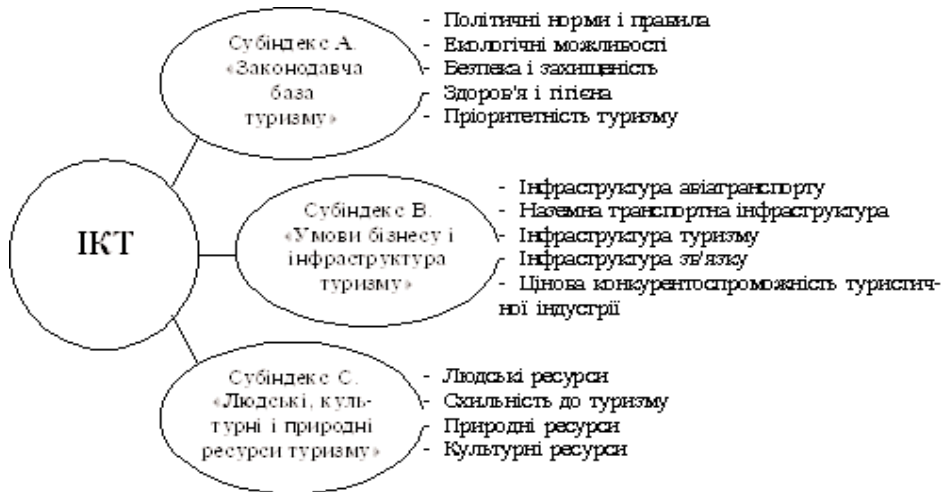 ІКТ
Субіндекс А.
«Законодавча
база
туризму»
- Політичні норми і правила
- Екологічні можливості
- Безпека і захищеність
- Здоров'я і гігієна
- Пріоритетність туризму
Субіндекс В.
«Умови бізнесу і
інфраструктура
туризму»
- Інфраструктура авіатранспорту
- Наземна транспортна інфраструктура
- Інфраструктура туризму
- Інфраструктура зв'язку
- Цінова конкурентоспроможність туристич-
ної індустрії
Субіндекс С.
«Людські, куль-
турні і природні
ресурси туризму»
- Людські ресурси
- Схильність до туризму
- Природні ресурси
- Культурні ресурси